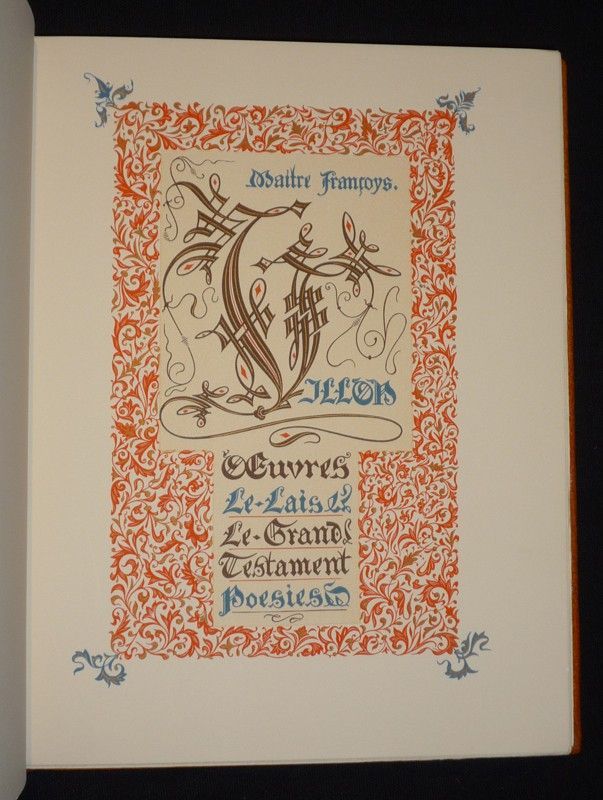 Maitre Françoys.
VILLON
Œuvres
Le-Lais &
Le-Grand
Testament
Poesies